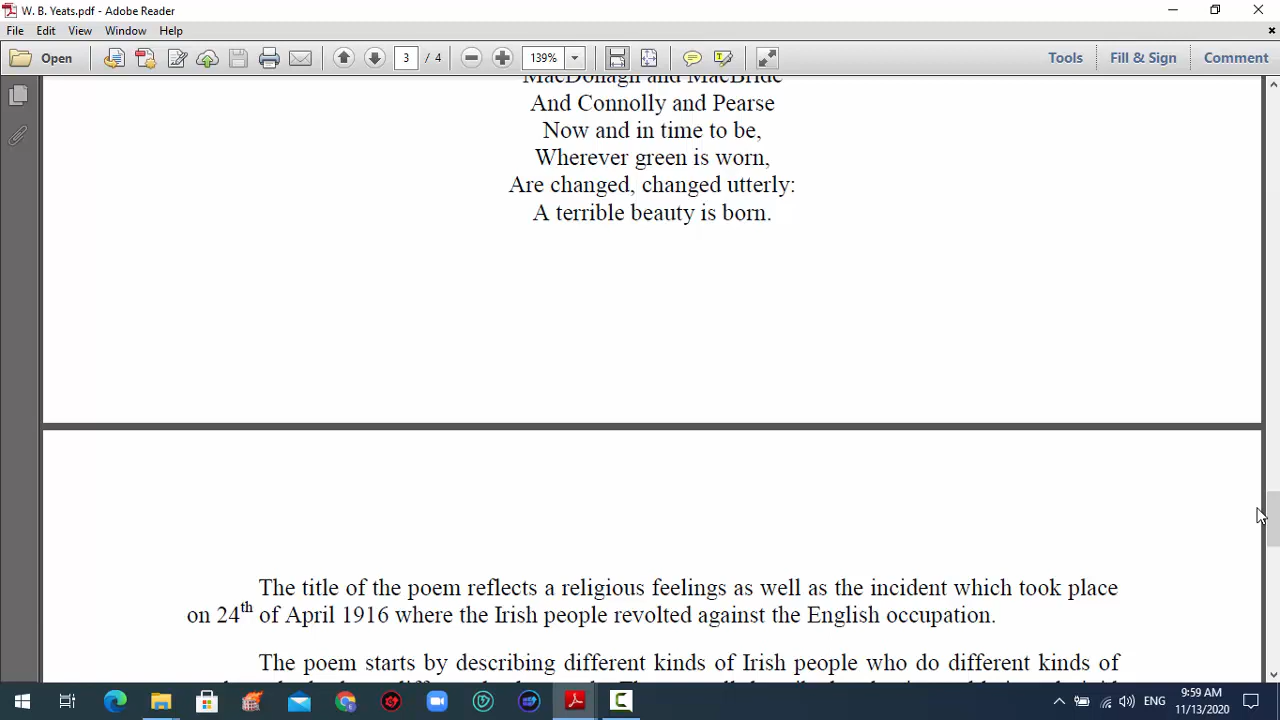 W. B. Yeats.pdf - Adobe Reader
File Edit View Window Help
Open 3 / 4 139% Tools Fill & Sign Comment
MacDonagh and MacBride
And Connolly and Pearse
Now and in time to be,
Wherever green is worn,
Are changed, changed utterly:
A terrible beauty is born.
The title of the poem reflects a religious feelings as well as the incident which took place
on 24th of April 1916 where the Irish people revolted against the English occupation.
The poem starts by describing different kinds of Irish people who do different kinds of
ENG
9:59 AM
11/13/2020